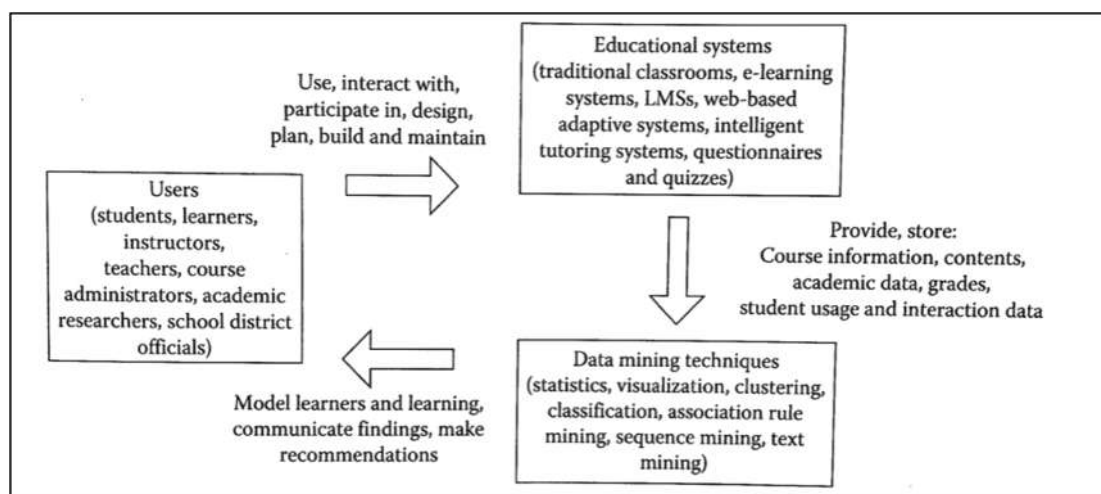 Educational systems
(traditional classrooms, e-learning
systems, LMSs, web-based
adaptive systems, intelligent
tutoring systems, questionnaires
and quizzes)
Use, interact with,
participate in, design,
plan, build and maintain
Users
(students, learners,
instructors,
teachers, course
administrators, academic
researchers, school district
officials)
Provide, store:
Course information, contents,
academic data, grades,
student usage and interaction data
Data mining techniques
(statistics, visualization, clustering,
classification, association rule
mining, sequence mining, text
mining)
Model learners and learning,
communicate findings, make
recommendations